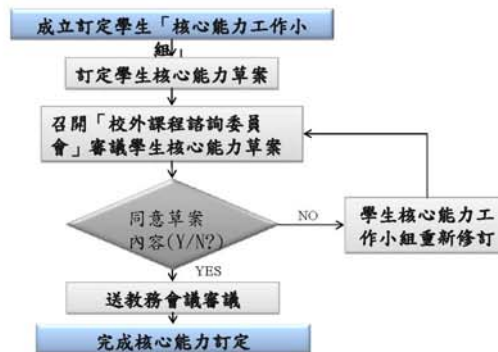 成立訂定學生「核心能力工作小
組」
訂定學生核心能力草案
召開「校外課程諮詢委員
會」審議學生核心能力草案
同意草案
內容(Y/N?)
NO
學生核心能力工
作小組重新修訂
YES
送教務會議審議
完成核心能力訂定